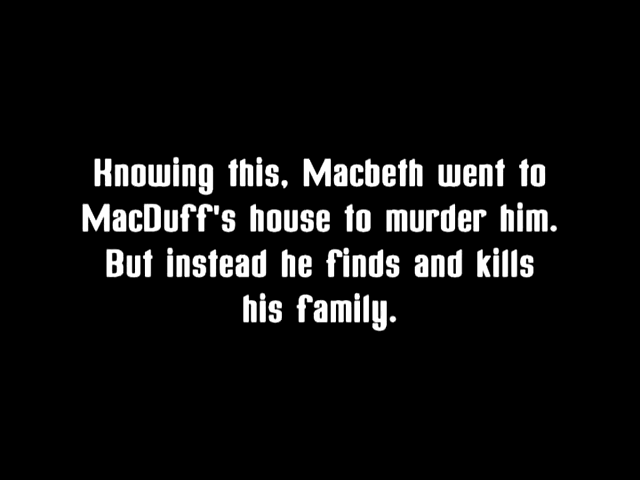 Knowing this, Macbeth went to
MacDuff's house to murder him.
But instead he finds and kills
his family.